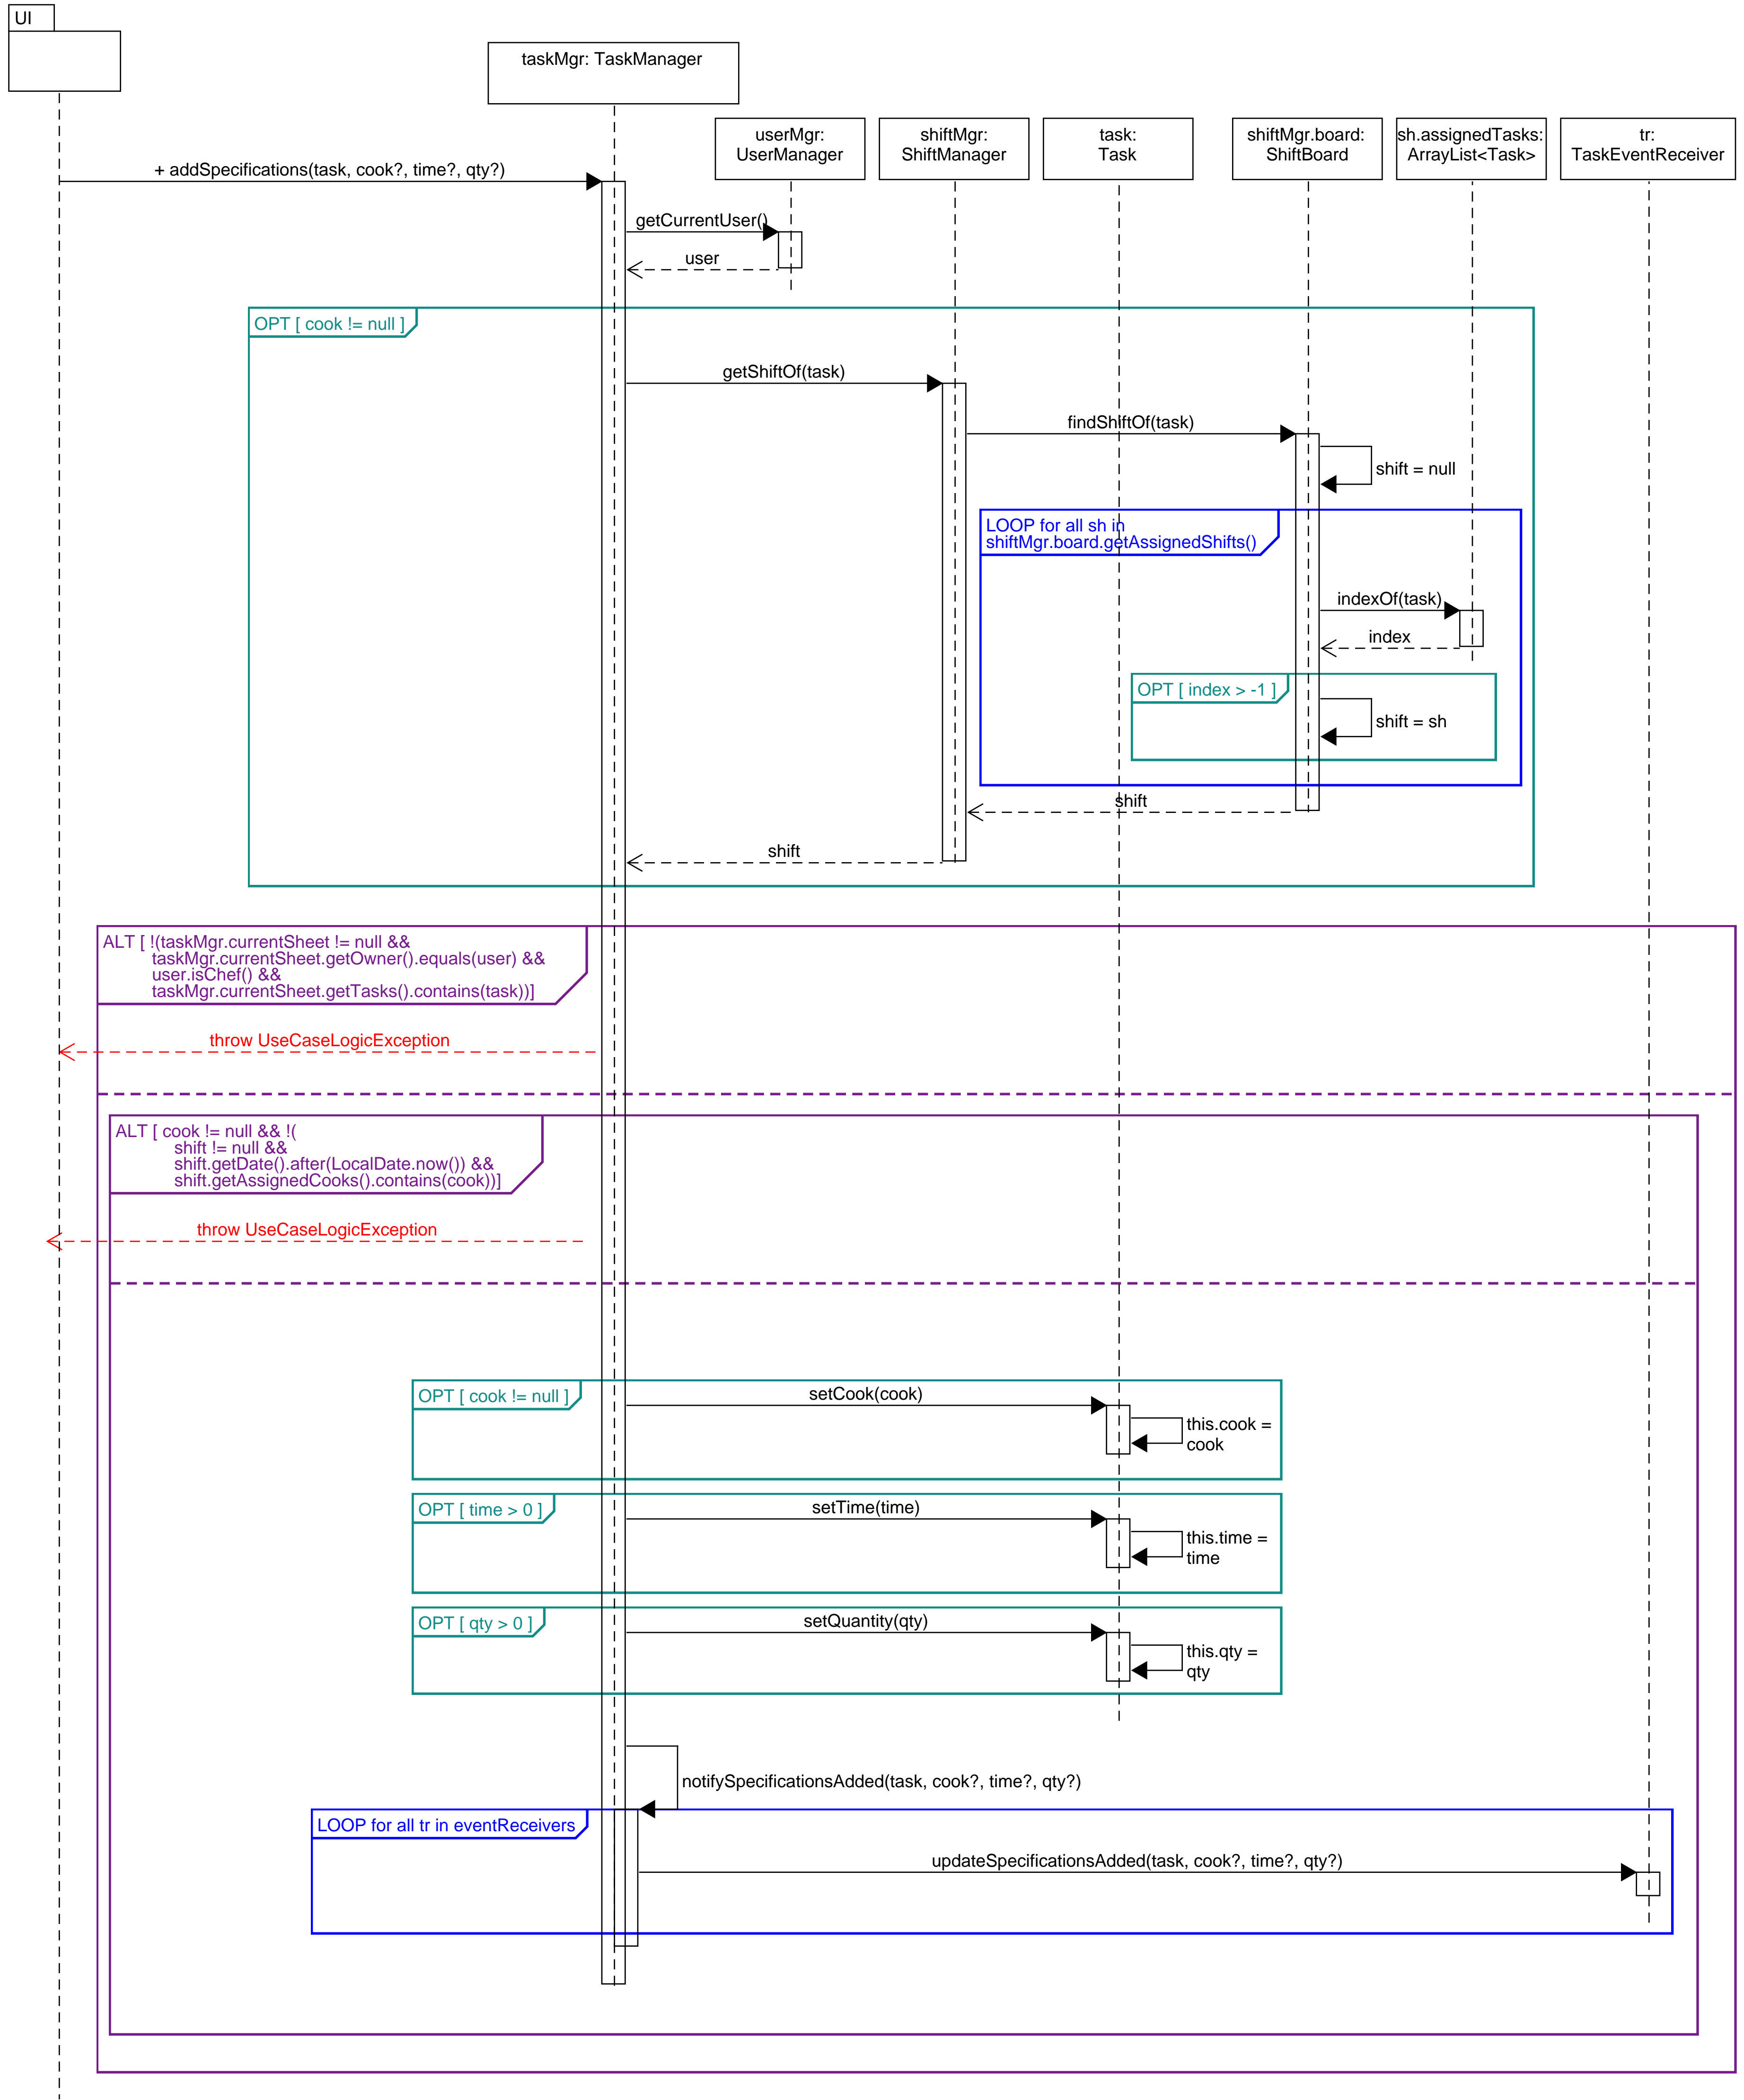 UI
taskMgr: TaskManager
userMgr:
UserManager
shiftMgr:
ShiftManager
task:
Task
shiftMgr.board:
ShiftBoard
sh.assignedTasks:
ArrayList<Task>
tr:
TaskEventReceiver
+ addSpecifications(task, cook?, time?, qty?)
getCurrentUser()
user
OPT [ cook != null ]
getShiftOf(task)
findShiftOf(task)
shift = null
LOOP for all sh in
shiftMgr.board.getAssignedShifts()
indexOf(task)
index
OPT [ index > -1 ]
shift = sh
shift
shift
ALT [ !(taskMgr.currentSheet != null &&
taskMgr.currentSheet.getOwner().equals(user) &&
user.isChef() &&
taskMgr.currentSheet.getTasks().contains(task))]
throw UseCaseLogicException
ALT [ cook != null && !(
shift != null &&
shift.getDate().after(LocalDate.now()) &&
shift.getAssignedCooks().contains(cook))]
throw UseCaseLogicException
OPT [ cook != null ]
setCook(cook)
this.cook =
cook
OPT [ time > 0 ]
setTime(time)
this.time =
time
OPT [ qty > 0 ]
setQuantity(qty)
this.qty =
qty
notifySpecificationsAdded(task, cook?, time?, qty?)
LOOP for all tr in eventReceivers
updateSpecificationsAdded(task, cook?, time?, qty?)